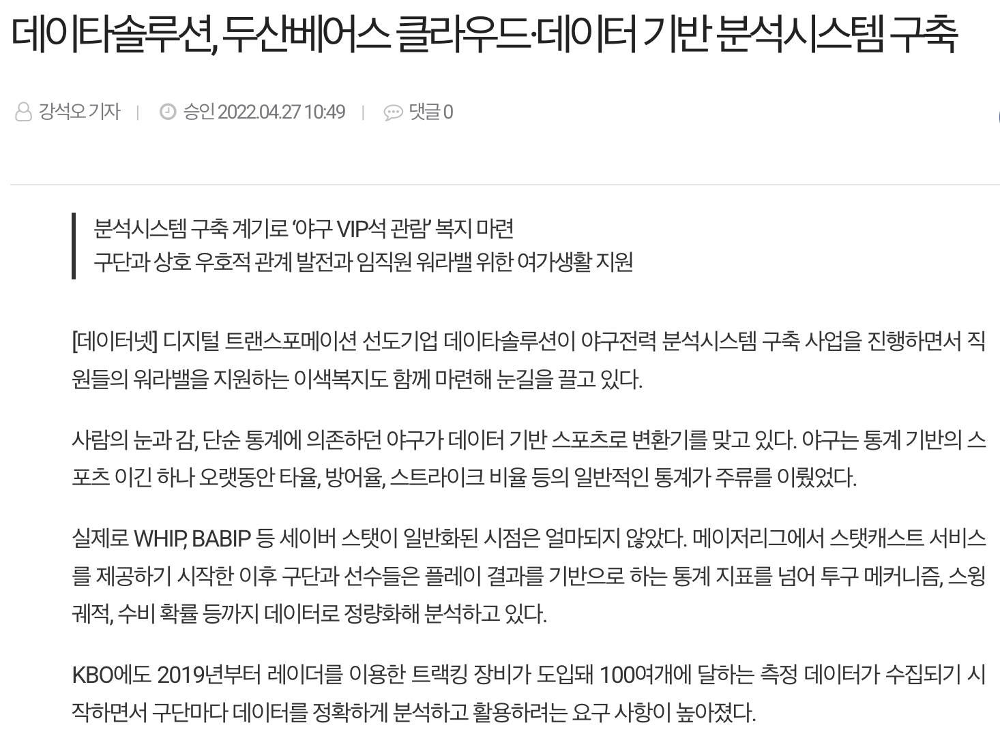 데이타솔루션, 두산베어스 클라우드·데이터 기반 분석시스템 구축
강석오 기자 | 승인 2022.04.27 10:49 | 댓글 0
분석시스템 구축 계기로 ‘야구 VIP석 관람’ 복지 마련
구단과 상호 우호적 관계 발전과 임직원 워라밸 위한 여가생활 지원
[데이터넷] 디지털 트랜스포메이션 선도기업 데이타솔루션이 야구전력 분석시스템 구축 사업을 진행하면서 직
원들의 워라밸을 지원하는 이색복지도 함께 마련해 눈길을 끌고 있다.
사람의 눈과 감, 단순 통계에 의존하던 야구가 데이터 기반 스포츠로 변환기를 맞고 있다. 야구는 통계 기반의 스
포츠 이긴 하나 오랫동안 타율, 방어율, 스트라이크 비율 등의 일반적인 통계가 주류를 이뤘었다.
실제로 WHIP, BABIP 등 세이버 스탯이 일반화된 시점은 얼마되지 않았다. 메이저리그에서 스탯캐스트 서비스
를 제공하기 시작한 이후 구단과 선수들은 플레이 결과를 기반으로 하는 통계 지표를 넘어 투구 메커니즘, 스윙
궤적, 수비 확률 등까지 데이터로 정량화해 분석하고 있다.
KBO에도 2019년부터 레이더를 이용한 트랙킹 장비가 도입돼 100여개에 달하는 측정 데이터가 수집되기 시
작하면서 구단마다 데이터를 정확하게 분석하고 활용하려는 요구 사항이 높아졌다.